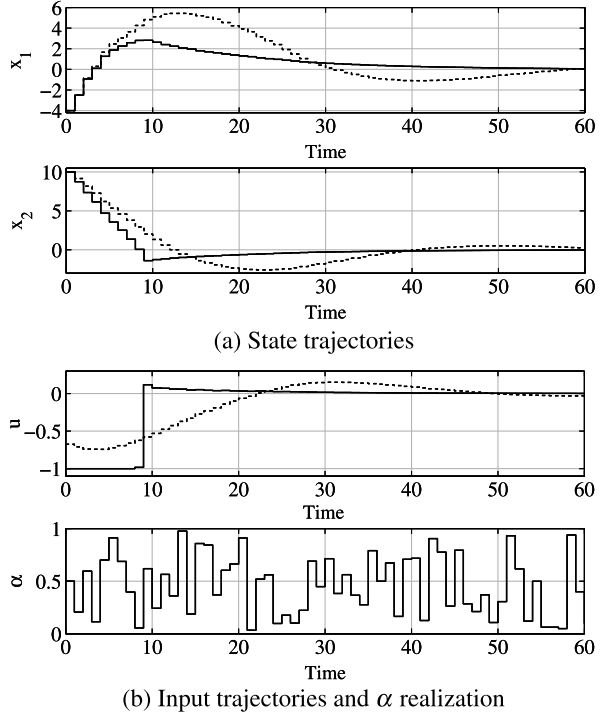 6
4
2
0
−2
−4
x1
0 10 20 30 40 50 60
Time
10
5
0
x2
0 10 20 30 40 50 60
Time
(a) State trajectories
0
−0.5
−1
u
0 10 20 30 40 50 60
Time
1
0.5
0
α
0 10 20 30 40 50 60
Time
(b) Input trajectories and α realization